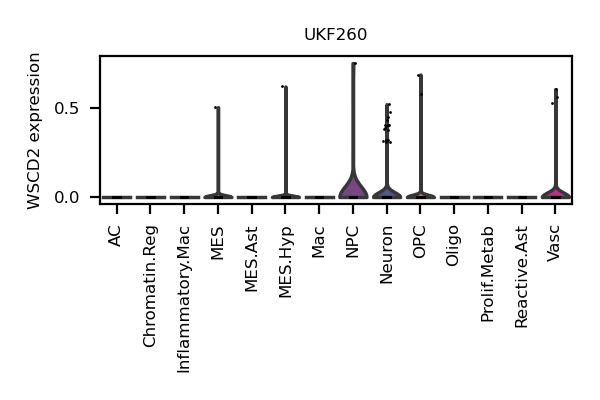 UKF260
WSCD2 expression
0.5
0.0
AC
Chromatin.Reg
Inflammatory.Mac
MES
MES.Ast
MES.Hyp
Mac
NPC
Neuron
OPC
Oligo
Prolif.Metab
Reactive.Ast
Vasc